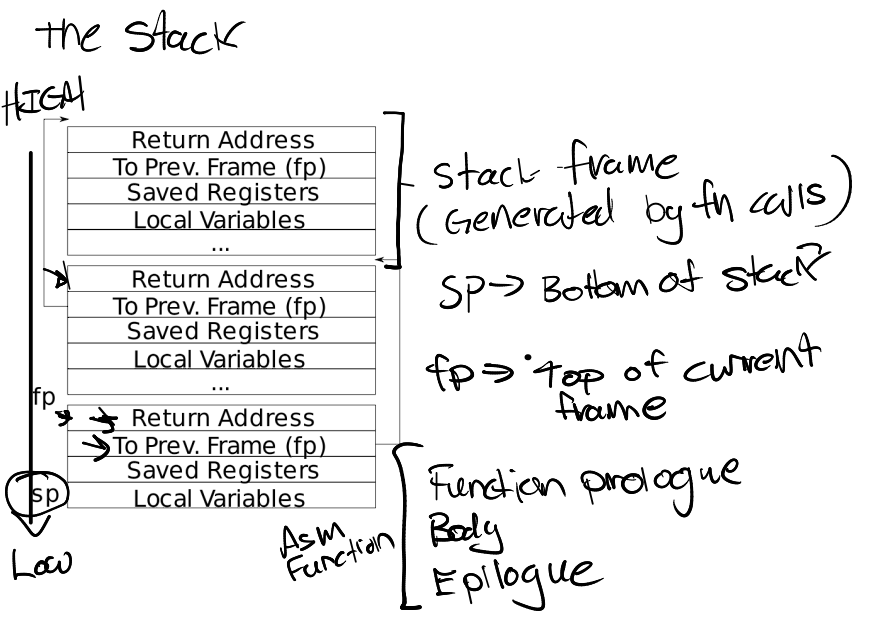 the Stack
HIGH
Return Address
To Prev. Frame (fp)
Saved Registers
Local Variables
...
Stack frame
(Generated by fn calls)
Return Address
To Prev. Frame (fp)
Saved Registers
Local Variables
...
SP → Bottom of stack
fp ⇒ Top of current
frame
fp
Return Address
To Prev. Frame (fp)
Saved Registers
sp
Local Variables
Low
Asm
Function
Function prologue
Body
Epilogue